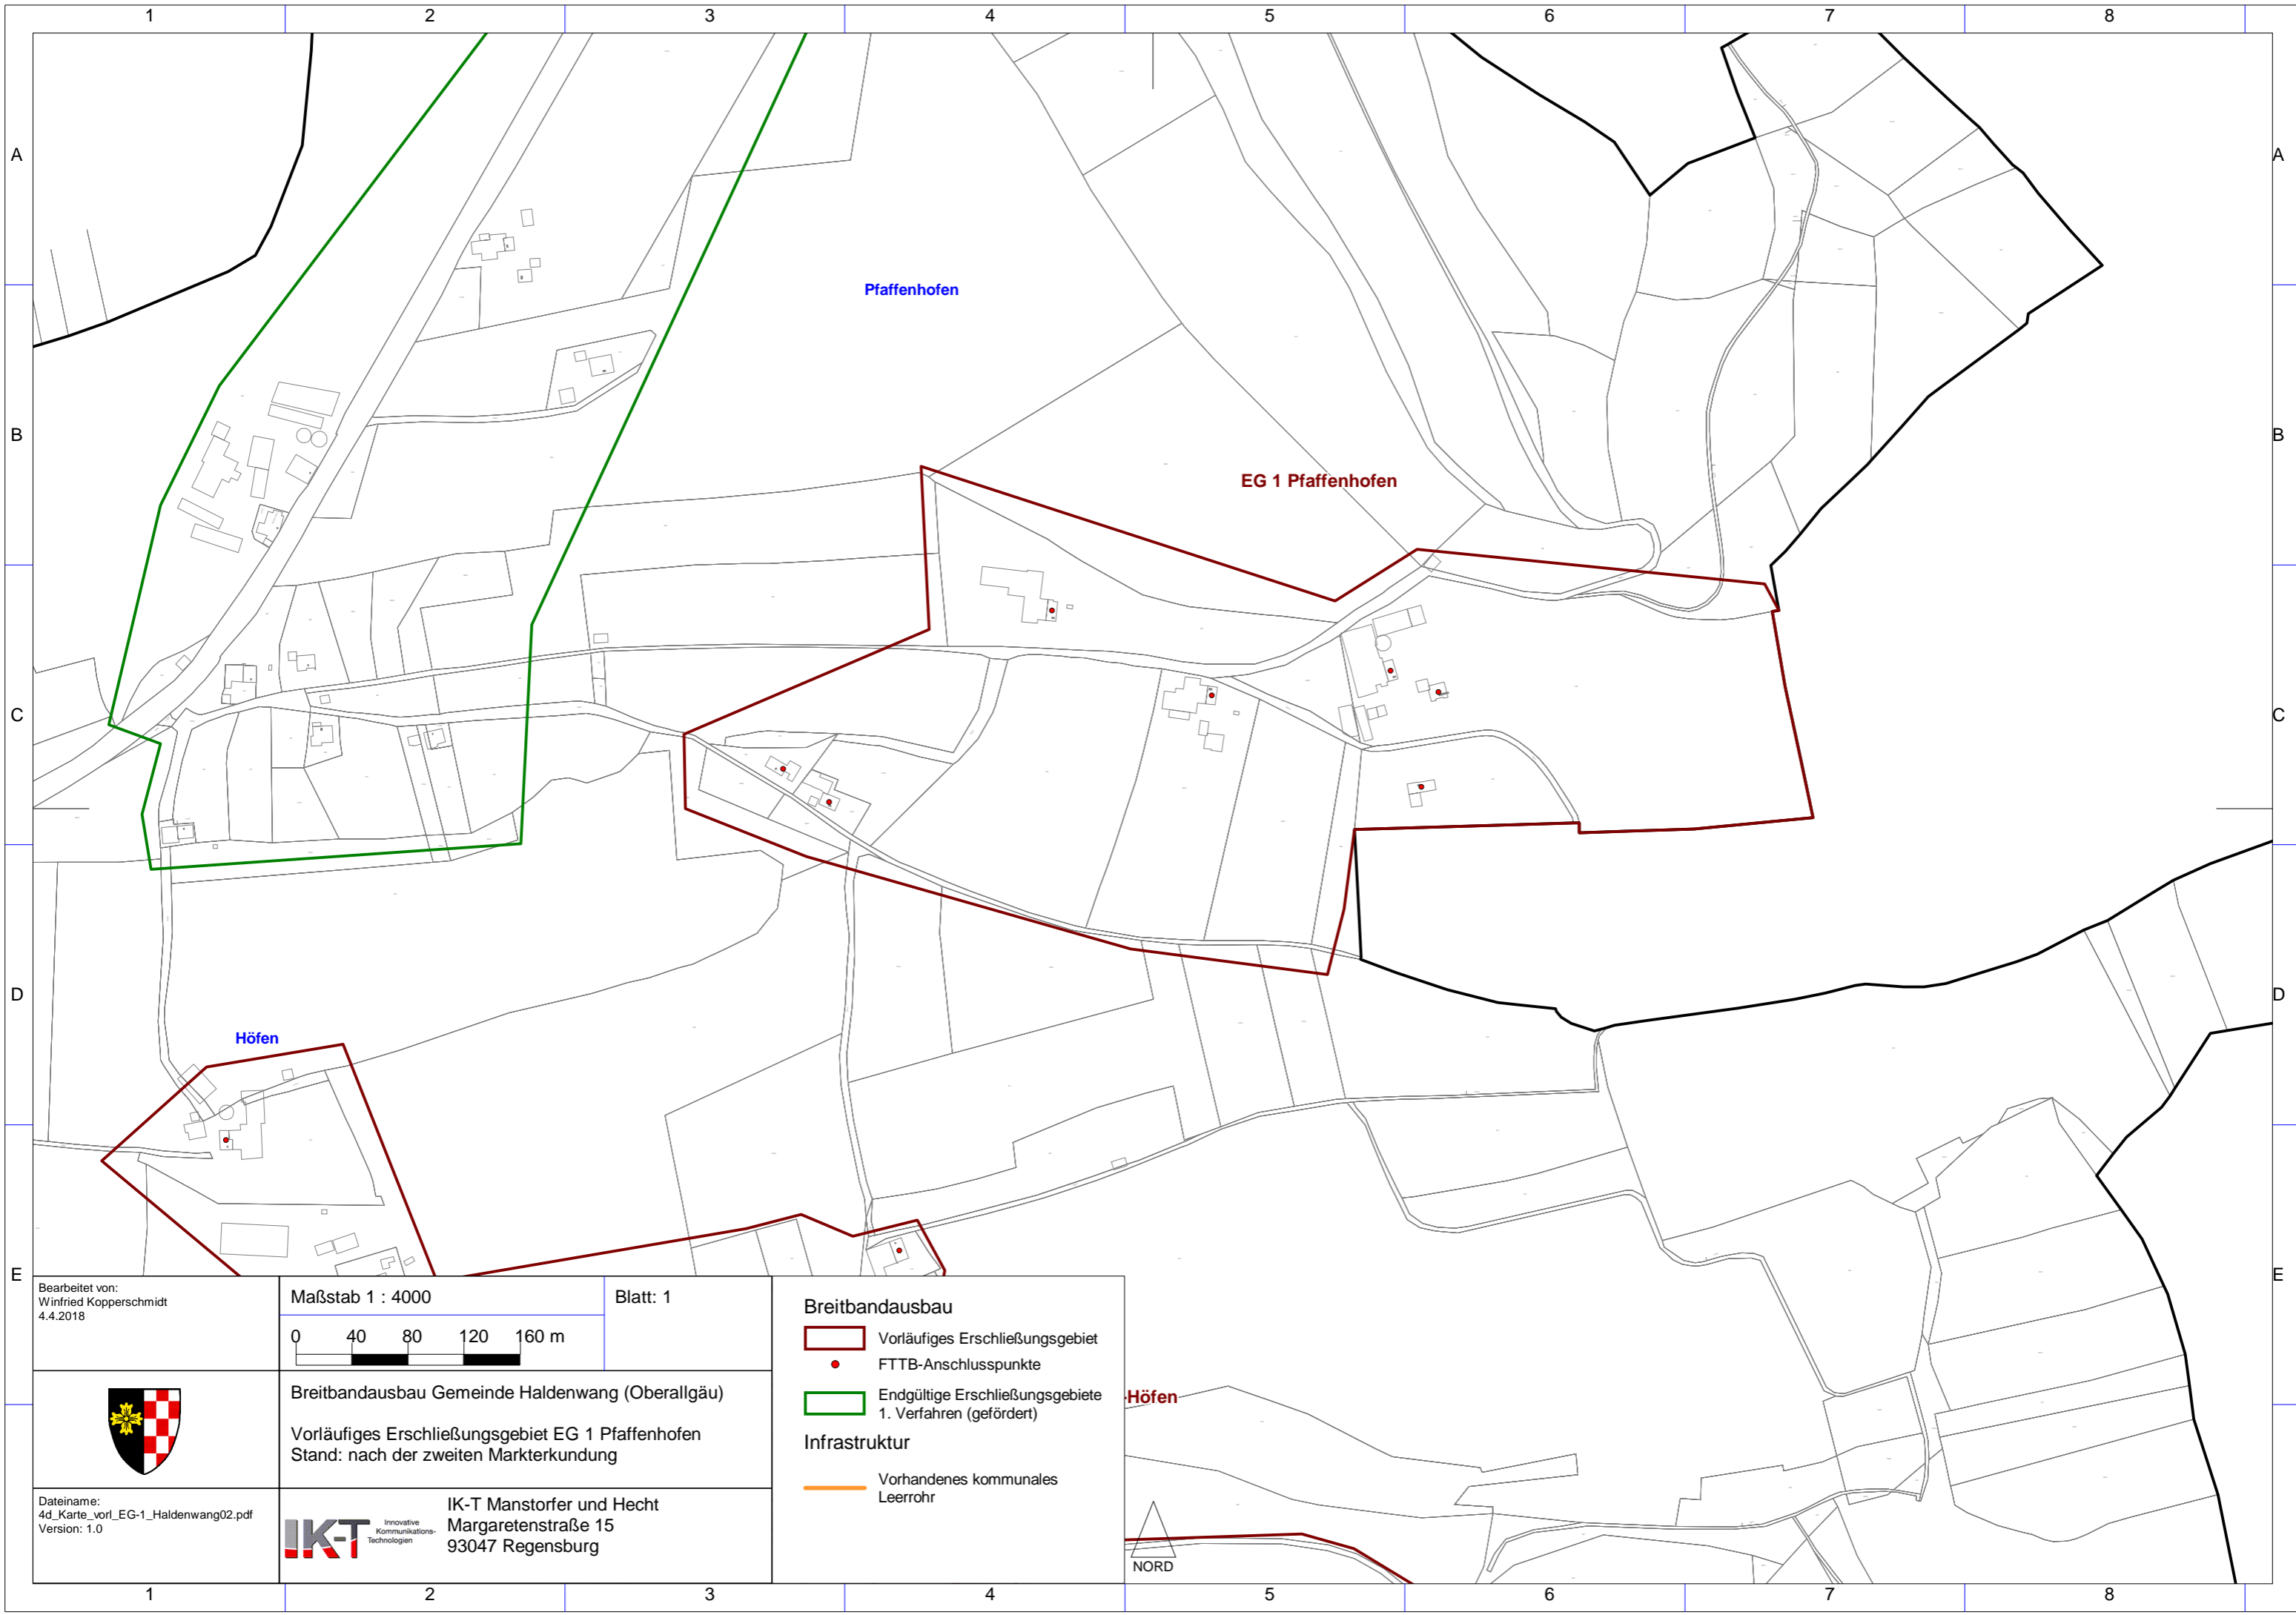 1 2 3 4 5 6 7 8
A A
Pfaffenhofen
B B
EG 1 Pfaffenhofen
C C
D D
Höfen
E E
-Höfen
Bearbeitet von:
Winfried Kopperschmidt
4.4.2018
Maßstab 1 : 4000
Blatt: 1
0 40 80 120 160 m
Breitbandausbau Gemeinde Haldenwang (Oberallgäu)
Vorläufiges Erschließungsgebiet EG 1 Pfaffenhofen
Stand: nach der zweiten Markterkundung
Dateiname:
4d_Karte_vorl_EG-1_Haldenwang02.pdf
Version: 1.0
IK-T
Innovative
Kommunikations-
Technologien
IK-T Manstorfer und Hecht
Margaretenstraße 15
93047 Regensburg
Breitbandausbau
Vorläufiges Erschließungsgebiet
FTTB-Anschlusspunkte
Endgültige Erschließungsgebiete
1. Verfahren (gefördert)
Infrastruktur
Vorhandenes kommunales
Leerrohr
NORD
1 2 3 4 5 6 7 8